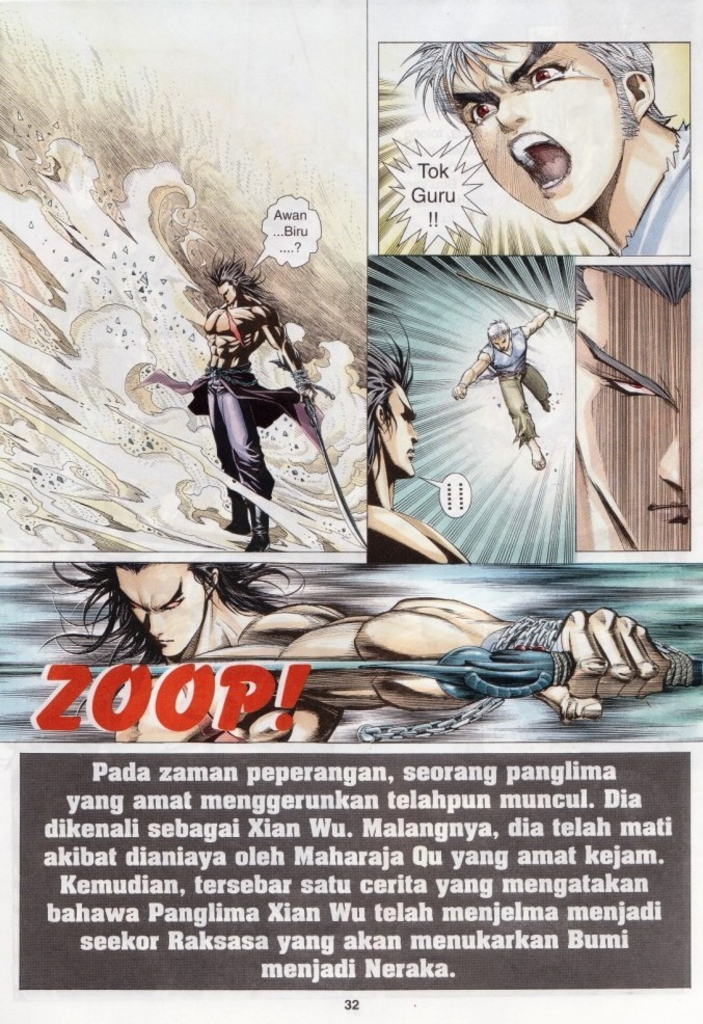 Awan
...Biru
....?
Tok
Guru
!!
ZOOP!
Pada zaman peperangan, seorang panglima
yang amat menggerunkan telahpun muncul. Dia
dikenali sebagai Xian Wu. Malangnya, dia telah mati
akibat dianiaya oleh Maharaja Qu yang amat kejam.
Kemudian, tersebar satu cerita yang mengatakan
bahawa Panglima Xian Wu telah menjelma menjadi
seekor Raksasa yang akan menukarkan Bumi
menjadi Neraka.
32